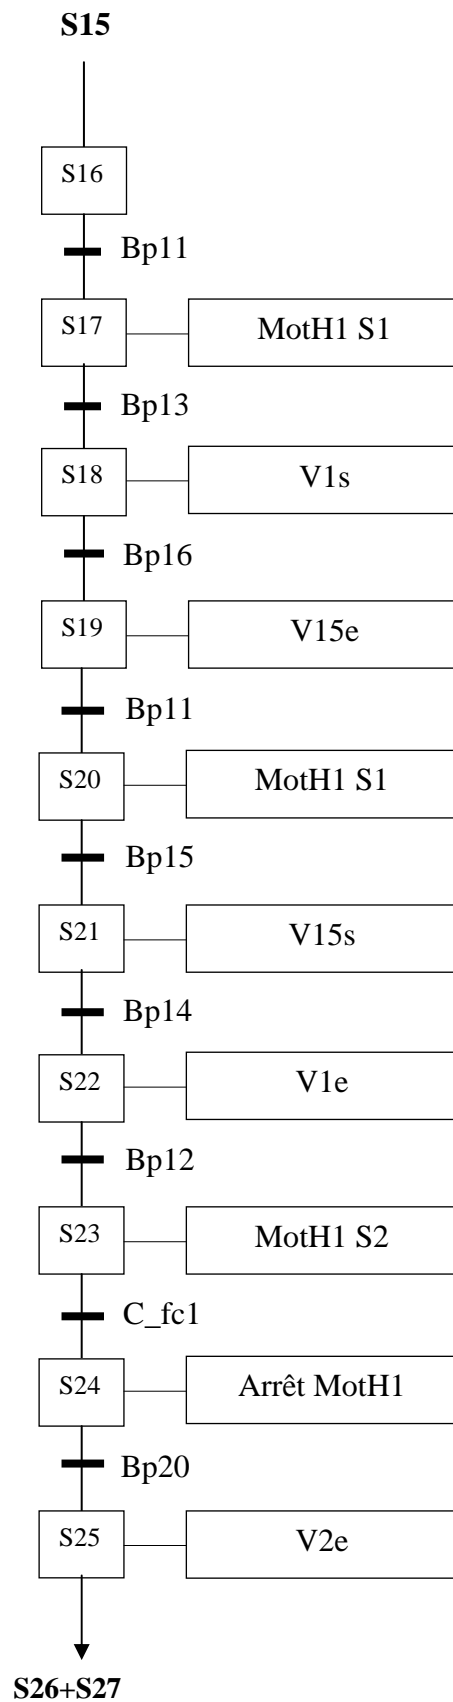 S15
S16
Bp11
S17 MotH1 S1
Bp13
S18 V1s
Bp16
S19 V15e
Bp11
S20 MotH1 S1
Bp15
S21 V15s
Bp14
S22 V1e
Bp12
S23 MotH1 S2
C_fc1
S24 Arrêt MotH1
Bp20
S25 V2e
S26+S27